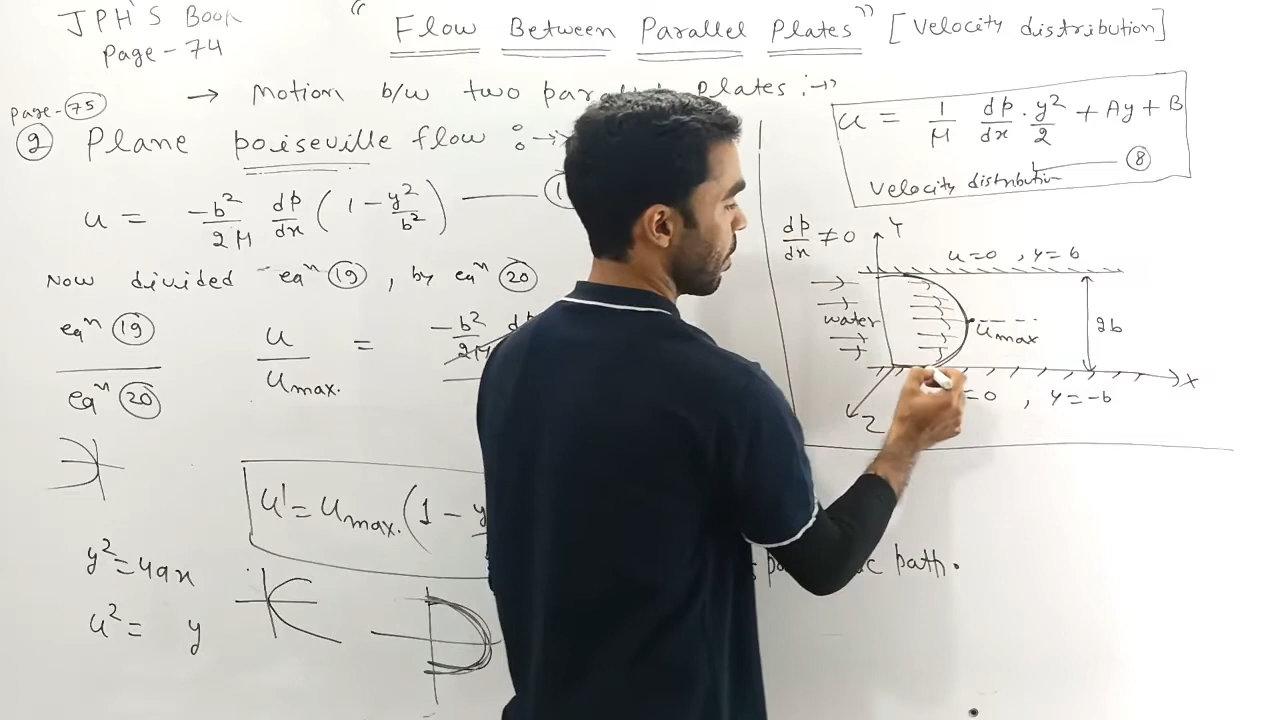 JPH'S Book
Page - 74
"Flow Between Parallel Plates" [Velocity distribution]
→ Motion b/w two parallel plates :→
Page - 75
2 Plane poiseville flow :→
u = -b²/2μ dp/dx (1 - y²/b²) — (1
Now divided eqⁿ 19, by eqⁿ 20
eqⁿ 19 / eqⁿ 20
u / umax. = -b²/2μ
u = umax. (1 - y
path.
y² = 4ax
u² = y
u = 1/μ dp/dx · y²/2 + Ay + B
— 8
Velocity distribution
dp/dx ≠ 0
Y
u=0 , y=b
water
umax
2b
X
=0 , y=-b
Z